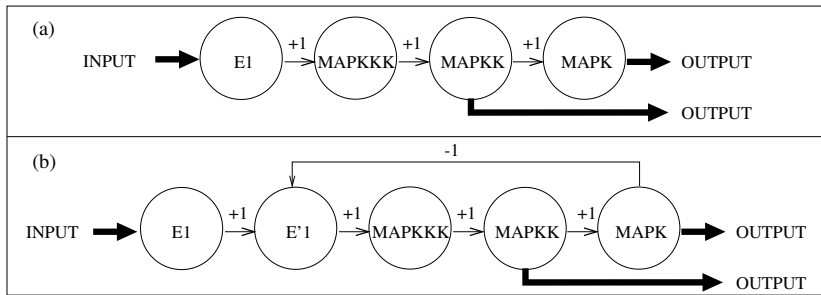 (a)
+1 +1 +1
INPUT E1 MAPKKK MAPKK MAPK OUTPUT
OUTPUT
(b)
-1
+1 +1 +1 +1
INPUT E1 E'1 MAPKKK MAPKK MAPK OUTPUT
OUTPUT